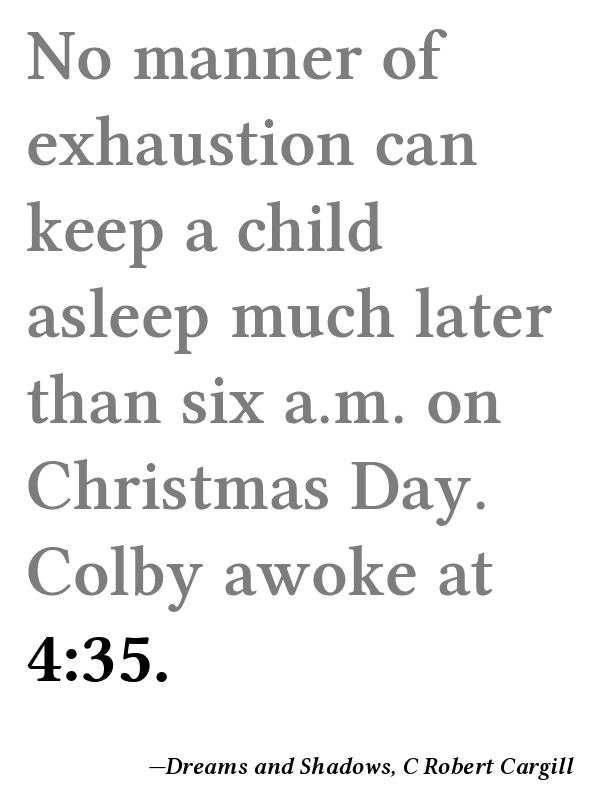 No manner of
exhaustion can
keep a child
asleep much later
than six a.m. on
Christmas Day.
Colby awoke at
4:35.
—Dreams and Shadows, C Robert Cargill